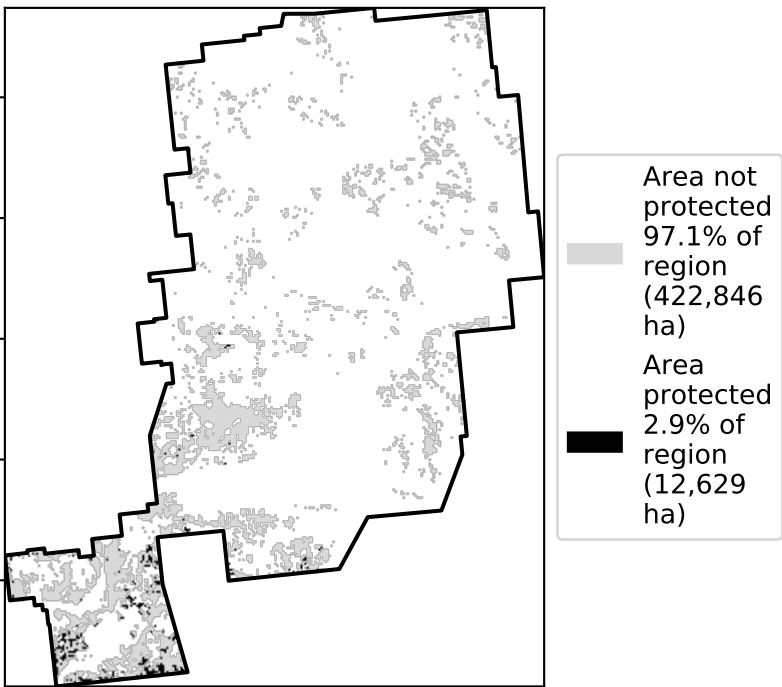 Area not
protected
97.1% of
region
(422,846
ha)
Area
protected
2.9% of
region
(12,629
ha)